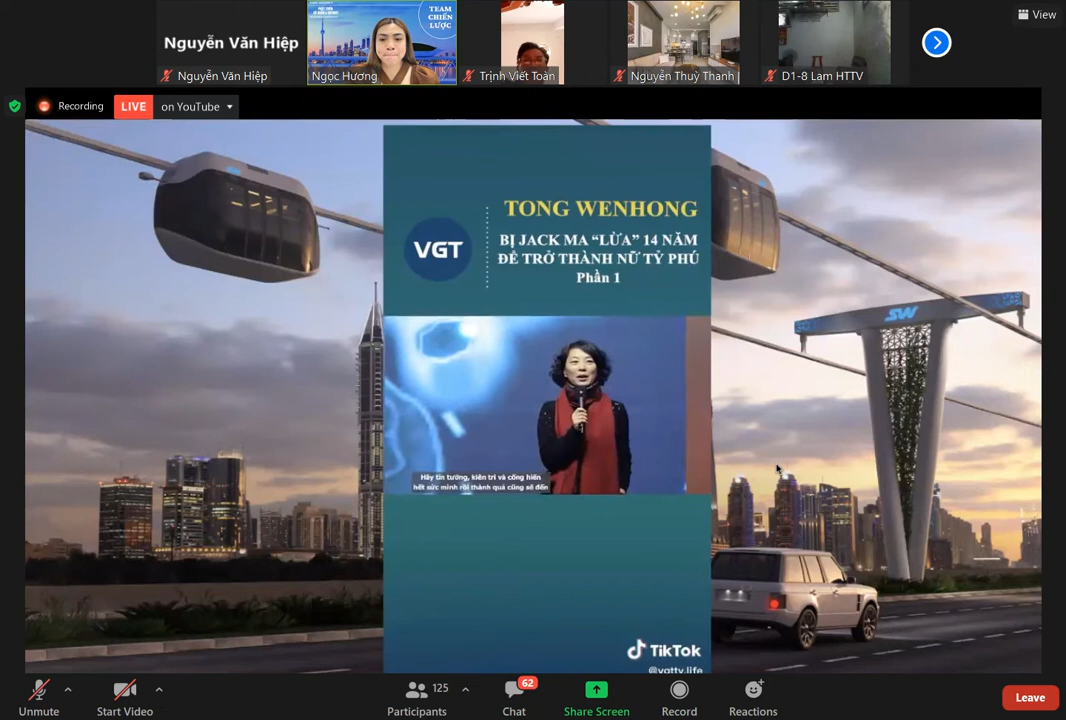 View
Nguyễn Văn Hiệp
Nguyễn Văn Hiệp
TEAM
CHIẾN
LƯỢC
Ngọc Hương
Trịnh Viết Toàn
Nguyễn Thuỳ Thanh
D1-8 Lam HTTV
Recording
LIVE
on YouTube
TONG WENHONG
VGT
BỊ JACK MA “LỪA” 14 NĂM
ĐỂ TRỞ THÀNH NỮ TỶ PHÚ
Phần 1
SW
Hãy tin tưởng, kiên trì và cống hiến
hết sức mình rồi thành quả cũng sẽ đến
TikTok
@vgttv.life
Unmute
Start Video
125
Participants
62
Chat
Share Screen
Record
Reactions
Leave